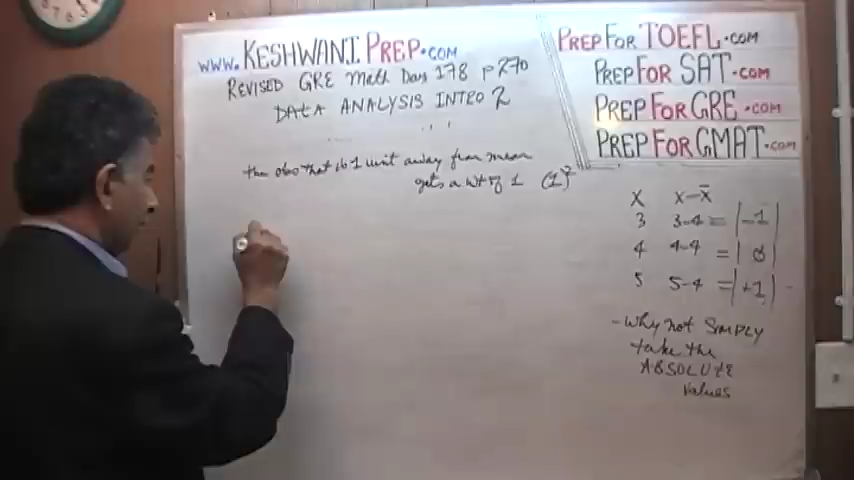 www.KESHWANI PREP.com
REVISED GRE Math Day 178 p270
DATA ANALYSIS INTRO 2
PREP FOR TOEFL.com
PREP FOR SAT.com
PREP FOR GRE.com
PREP FOR GMAT.com
the obs that is 1 unit away from mean
gets a wt of 1 (1)²
X X-X̄
3 3-4 = |-1|
4 4-4 = | 0 |
5 5-4 = |+1|
- Why not SIMPLY
take the
ABSOLUTE
Values